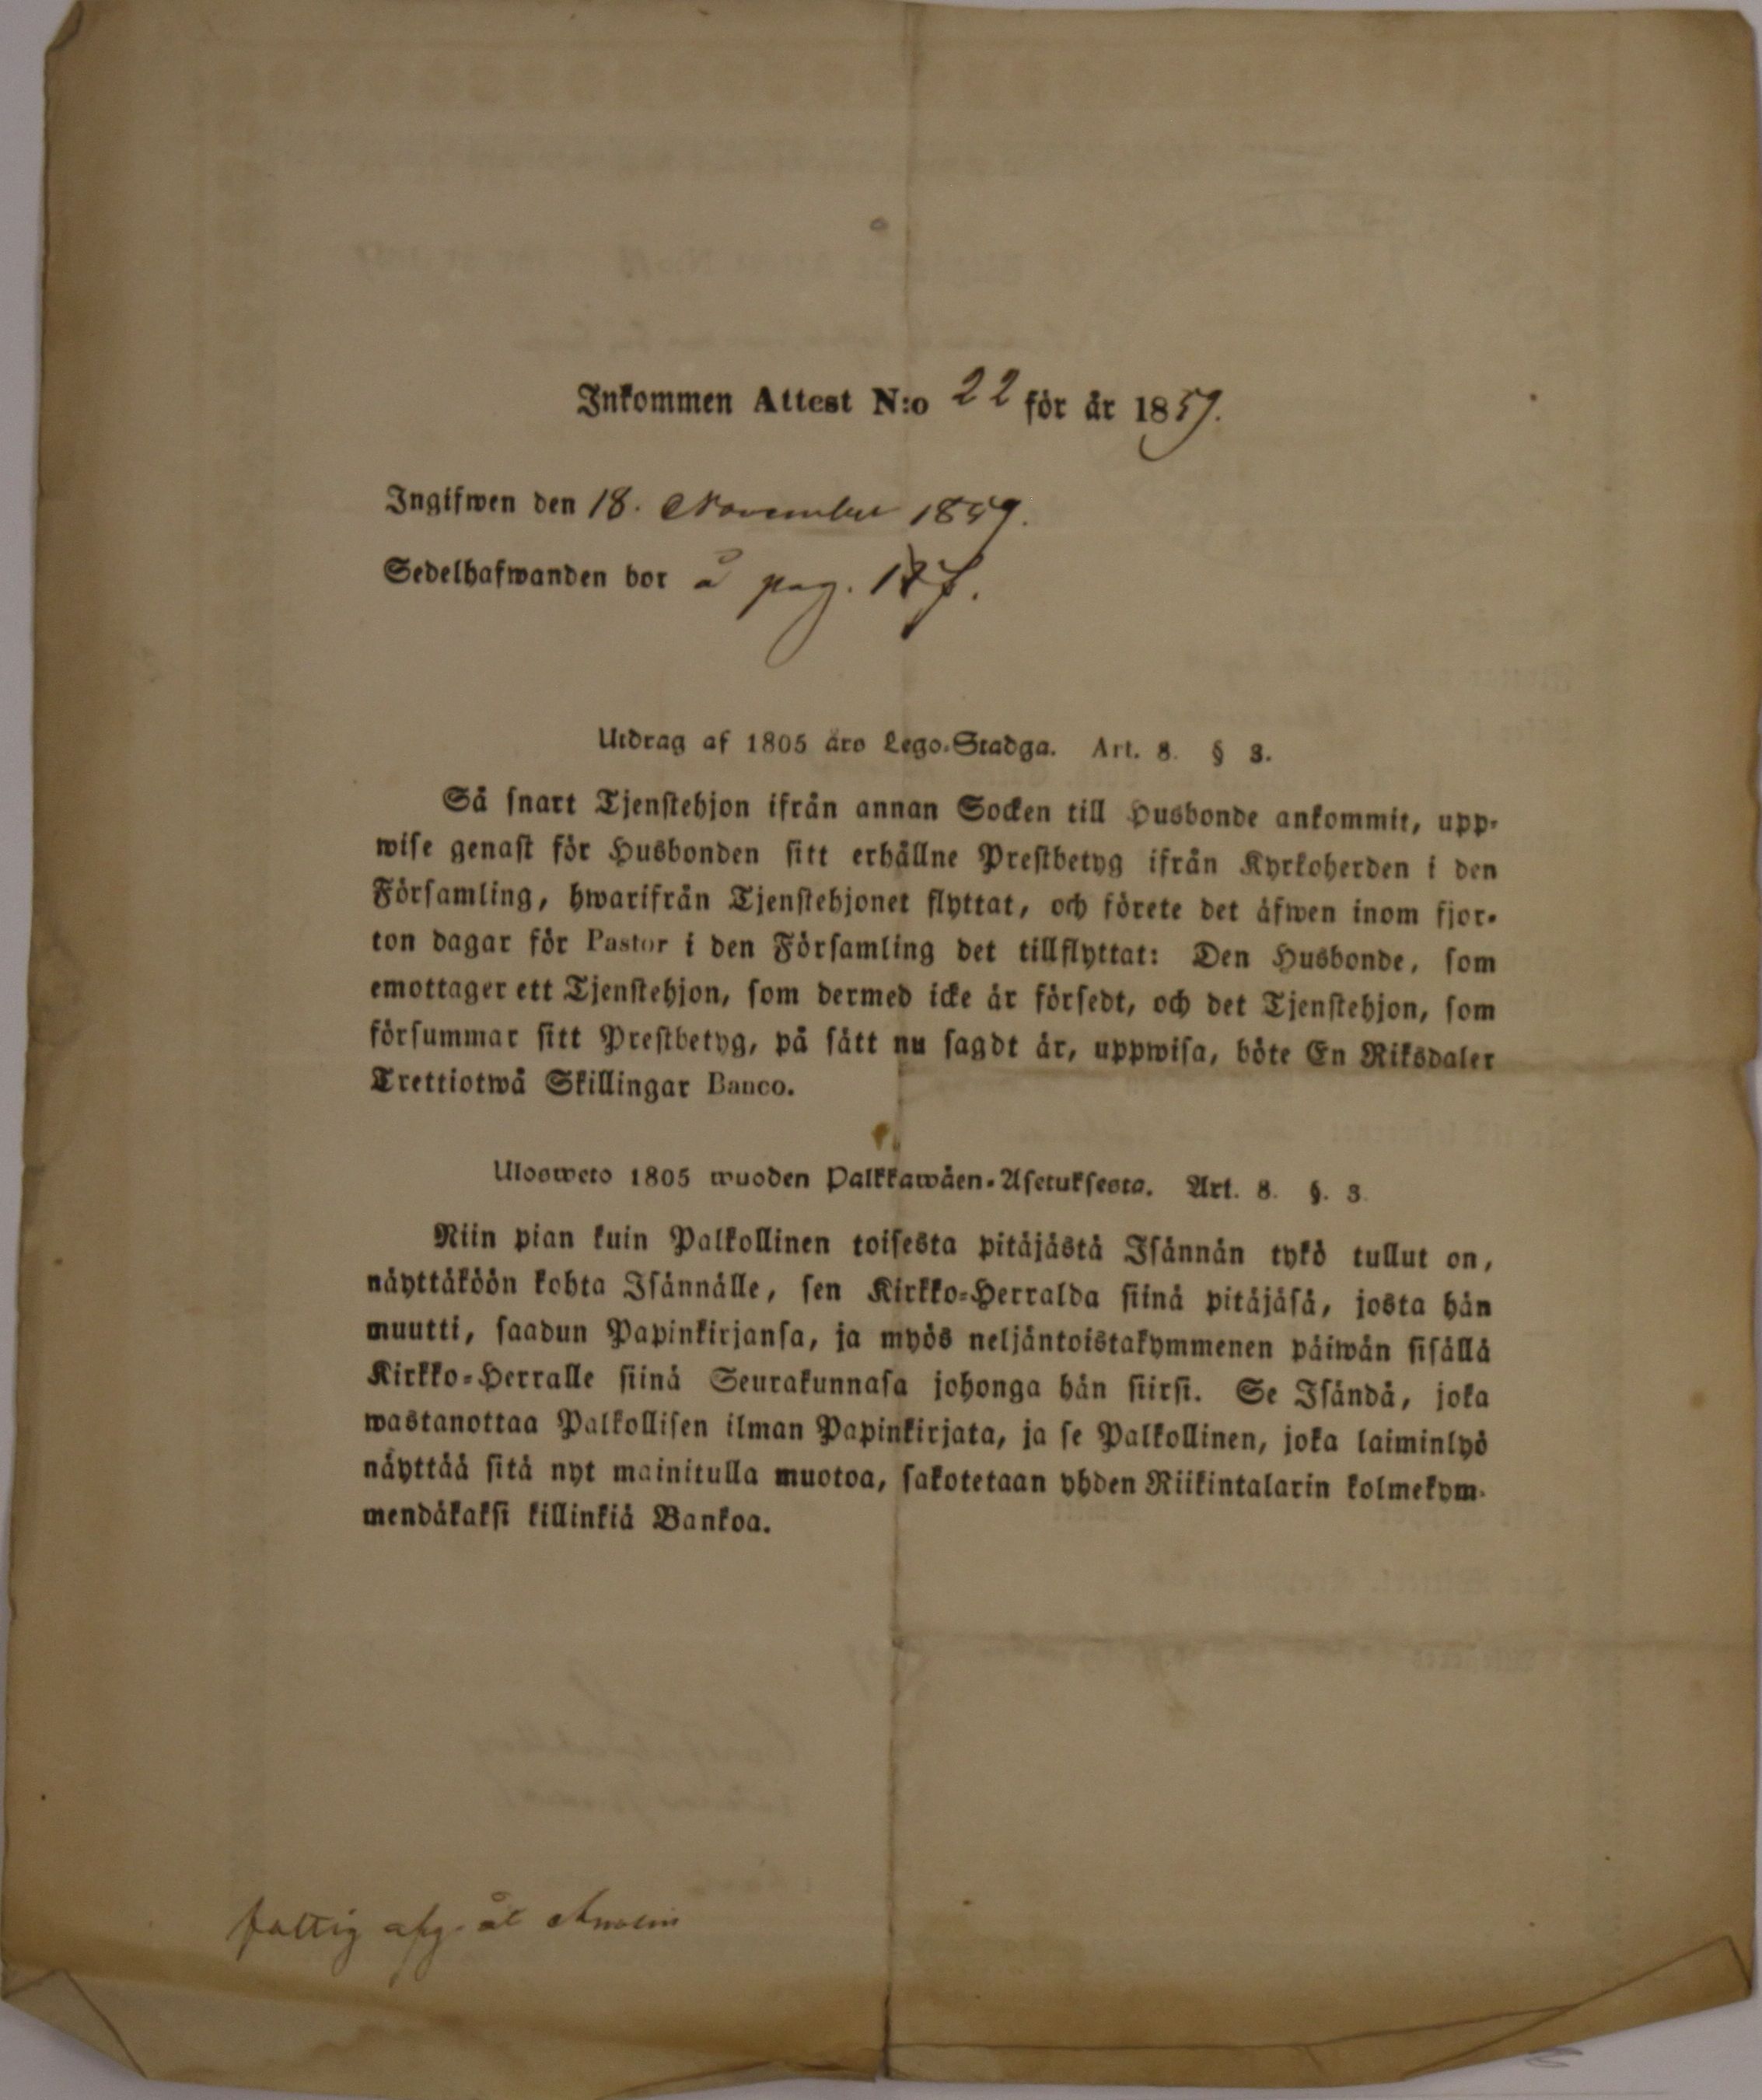 Inkommen Attest N:o 22 för år 1859.
Ingifwen den 18. November 1859.
Sedelhafwanden bor å pag.
Utdrag af 1805 års Lego-Stadga. Art. 8. § 3.
Så snart Tjenstehjon ifrån annan Socken till Husbonde ankommit, upp-
wise genast för Husbonden sitt erhållne Prestbetyg ifrån Kyrkoherden i den
Församling, hwarifrån Tjenstehjonet flyttat, och förete det äfwen inom fjor-
ton dagar för Pastor i den Församling det tillflyttat: Den Husbonde, som
emottager ett Tjenstehjon, som dermed icke är försedt, och det Tjenstehjon, som
försummar sitt Prestbetyg, på sätt nu sagdt är, uppwisa, böte En Riksdaler
Trettiotwå Skillingar Banco.
Ulosweto 1805 wuoden Palkkawäen-Asetuksesta. Art. 8. §. 3.
Niin pian kuin Palkollinen toisesta pitäjästä Isännän tykö tullut on,
näyttäköön kohta Isännälle, sen Kirkko-Herralda siinä pitäjäsä, josta hän
muutti, saadun Papinkirjansa, ja myös neljäntoistakymmenen päiwän sisällä
Kirkko-Herralle siinä Seurakunnasa johonga hän siirsi. Se Isändä, joka
wastanottaa Palkollisen ilman Papinkirjata, ja se Palkollinen, joka laiminlyö
näyttää sitä nyt mainitulla muotoa, sakotetaan yhden Riikintalarin kolmekym-
mendäkaksi killinkiä Bankoa.
fattig afg. åt